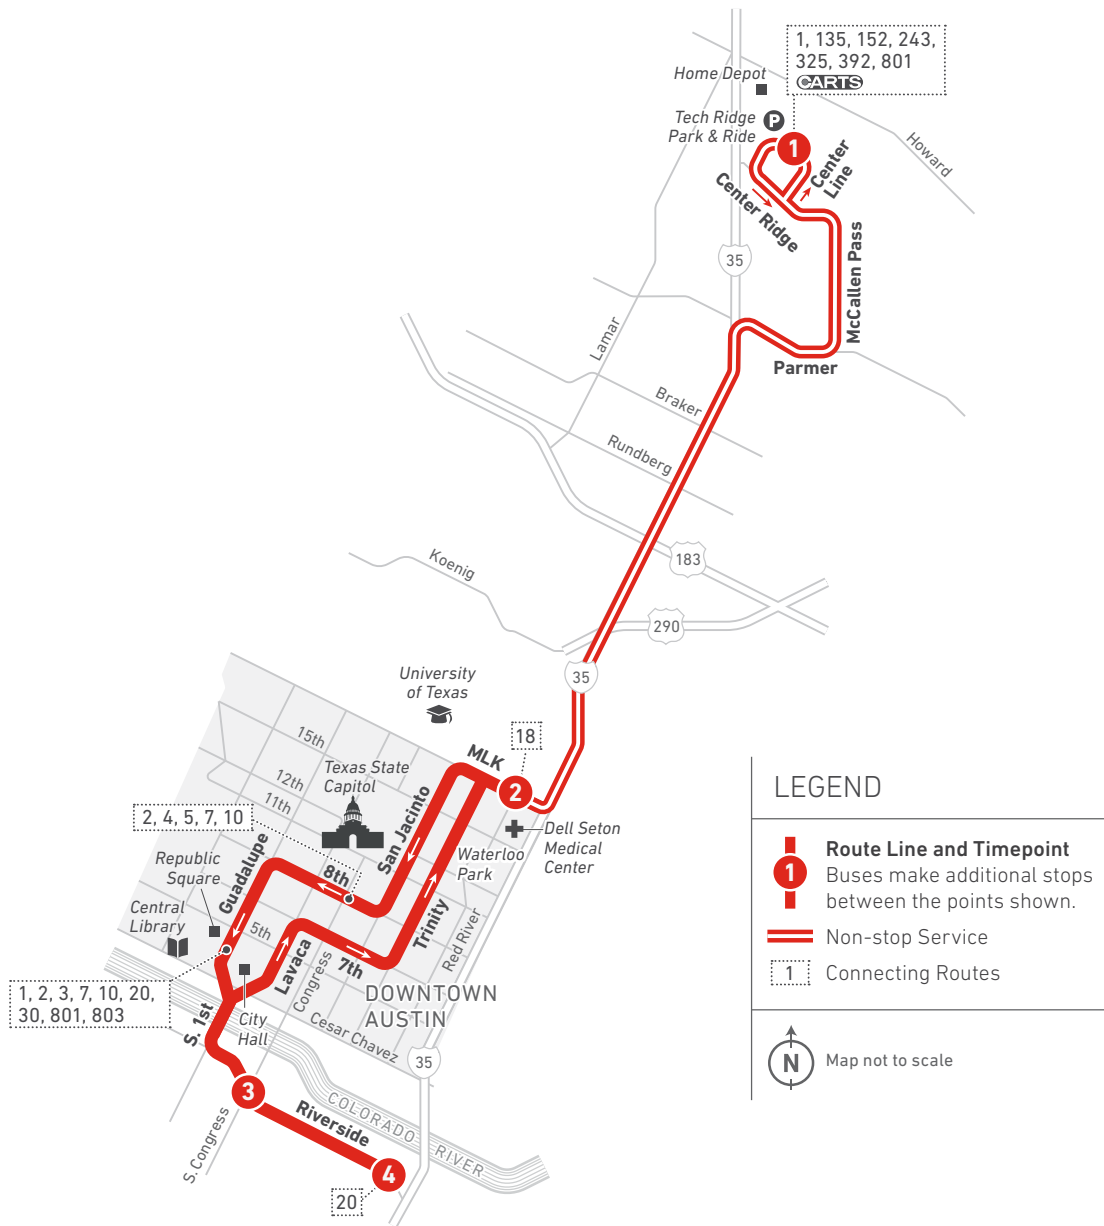 1, 135, 152, 243,
325, 392, 801
CARTS
Home Depot
Tech Ridge
Park & Ride
P
1
Howard
Center
Line
Center Ridge
35
McCallen Pass
Lamar
Parmer
Braker
Rundberg
Koenig
183
290
35
University
of Texas
18
MLK
2
15th
12th
11th
Texas State
Capitol
San Jacinto
Dell Seton
Medical
Center
Waterloo
Park
2, 4, 5, 7, 10
Republic
Square
Guadalupe
8th
Central
Library
5th
Trinity
Red River
Lavaca
7th
Congress
DOWNTOWN
AUSTIN
1, 2, 3, 7, 10, 20,
30, 801, 803
S. 1st
City
Hall
Cesar Chavez
35
3
COLORADO RIVER
Riverside
S. Congress
4
20
LEGEND
1
Route Line and Timepoint
Buses make additional stops
between the points shown.
Non-stop Service
1
Connecting Routes
N
Map not to scale